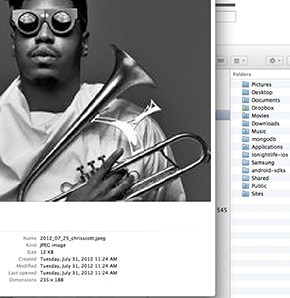 Folders
Pictures
Desktop
Documents
Dropbox
Movies
Downloads
Music
mongodb
Applications
tonightlife-ios
Samsung
android-sdks
Shared
Public
Sites
545
Name 2012_07_25_chrisscott.jpeg
Kind JPEG image
Size 12 KB
Created Tuesday, July 31, 2012 11:24 AM
Modified Tuesday, July 31, 2012 11:24 AM
Last opened Tuesday, July 31, 2012 11:24 AM
Dimensions 235 × 188